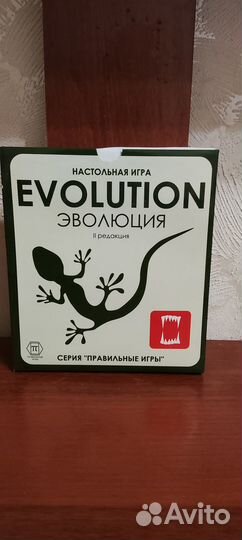 НАСТОЛЬНАЯ ИГРА
EVOLUTION
ЭВОЛЮЦИЯ
II редакция
СЕРИЯ "ПРАВИЛЬНЫЕ ИГРЫ"
Avito